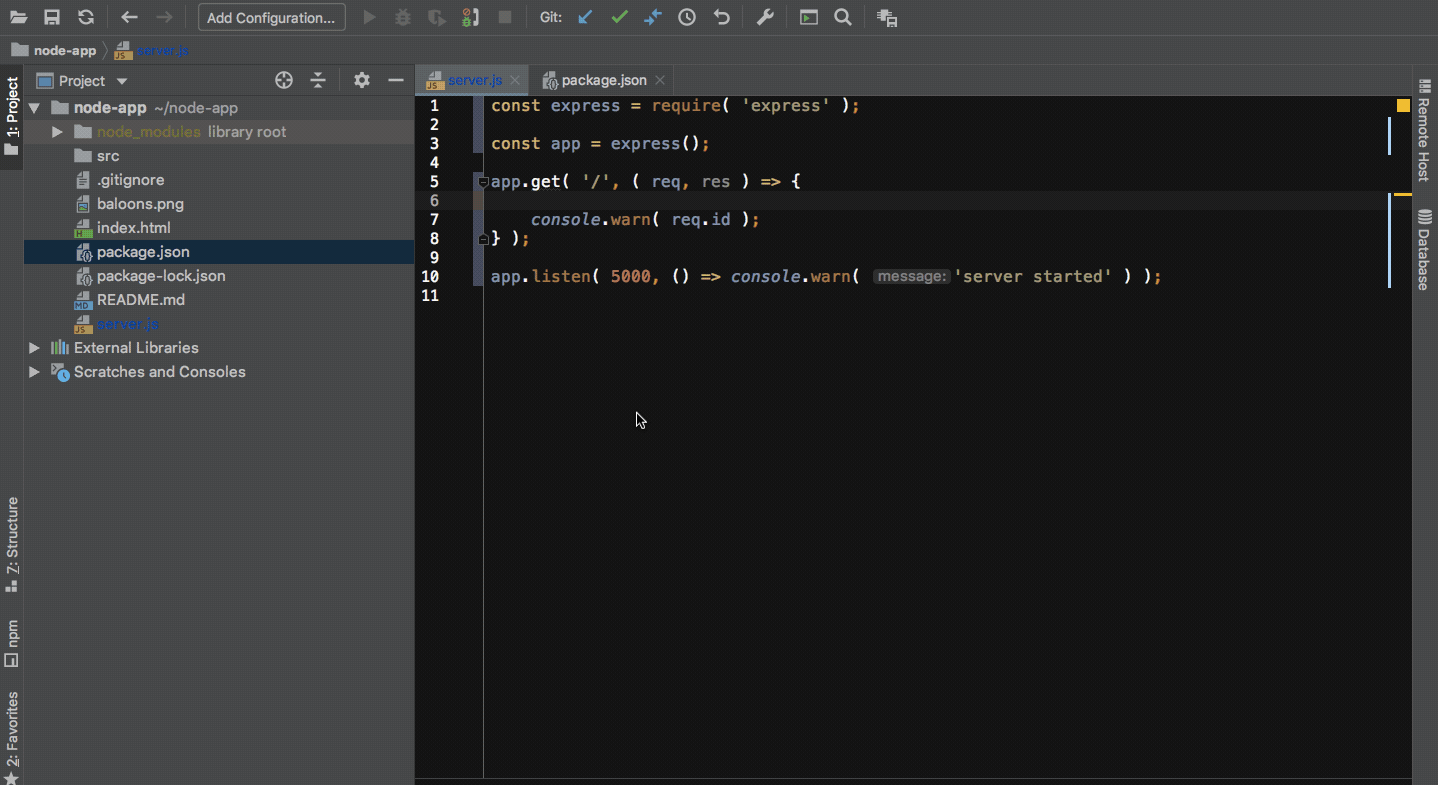 Add Configuration...
Git:
node-app
server.js
1: Project
Project
node-app ~/node-app
node_modules library root
src
.gitignore
baloons.png
index.html
package.json
package-lock.json
README.md
server.js
External Libraries
Scratches and Consoles
Z: Structure
npm
2: Favorites
server.js
package.json
1 const express = require( 'express' );
2
3 const app = express();
4
5 app.get( '/', ( req, res ) => {
6
7 console.warn( req.id );
8 } );
9
10 app.listen( 5000, () => console.warn( message: 'server started' ) );
11
Remote Host
Database